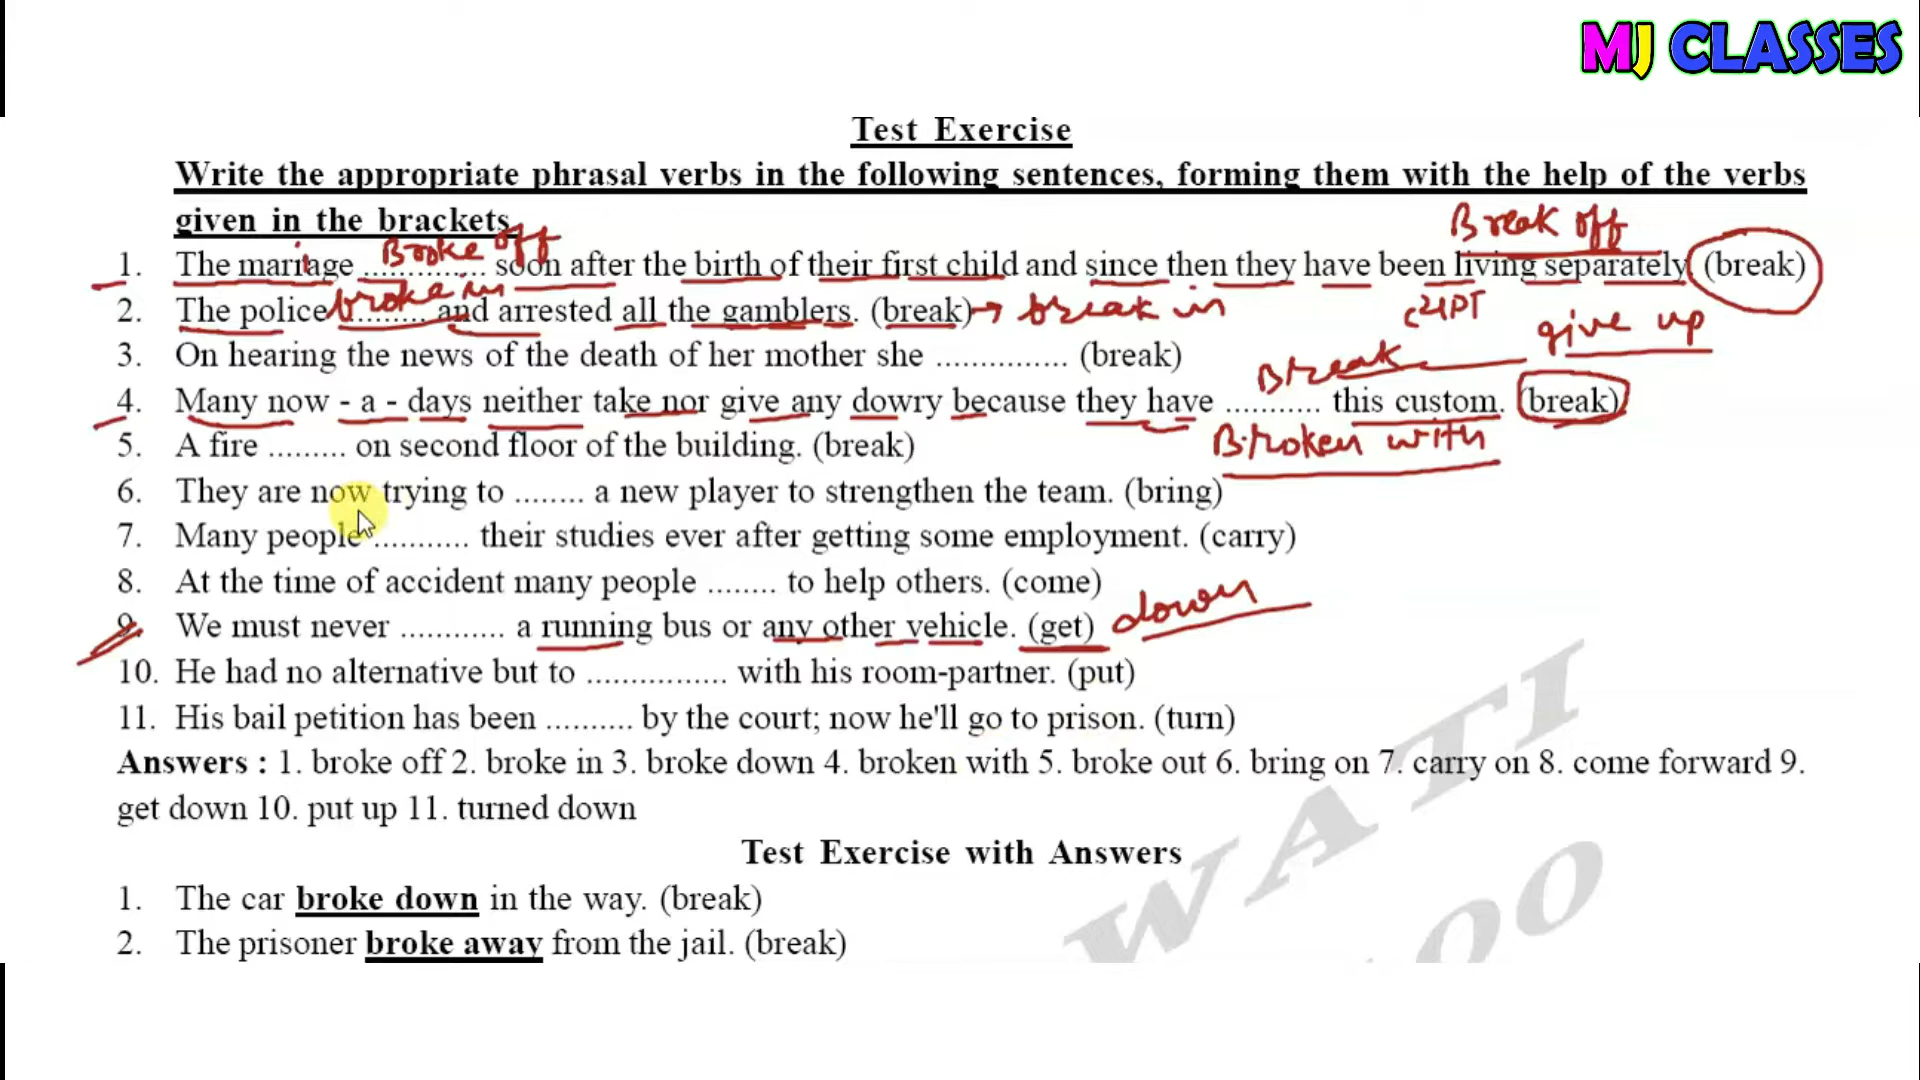 MJ CLASSES
Test Exercise
Write the appropriate phrasal verbs in the following sentences, forming them with the help of the verbs
given in the brackets.
Break off
Broke off
1. The marriage ............... soon after the birth of their first child and since then they have been living separately (break)
broke in
2. The police ......... and arrested all the gamblers. (break) → break in
give up
3. On hearing the news of the death of her mother she ............... (break)
Break
4. Many now - a - days neither take nor give any dowry because they have ........... this custom. (break)
Broken with
5. A fire ......... on second floor of the building. (break)
6. They are now trying to ........ a new player to strengthen the team. (bring)
7. Many people ........... their studies ever after getting some employment. (carry)
8. At the time of accident many people ........ to help others. (come)
9. We must never ............ a running bus or any other vehicle. (get) down
10. He had no alternative but to ................ with his room-partner. (put)
11. His bail petition has been .......... by the court; now he'll go to prison. (turn)
Answers : 1. broke off 2. broke in 3. broke down 4. broken with 5. broke out 6. bring on 7. carry on 8. come forward 9.
get down 10. put up 11. turned down
Test Exercise with Answers
1. The car broke down in the way. (break)
2. The prisoner broke away from the jail. (break)
WATI
00